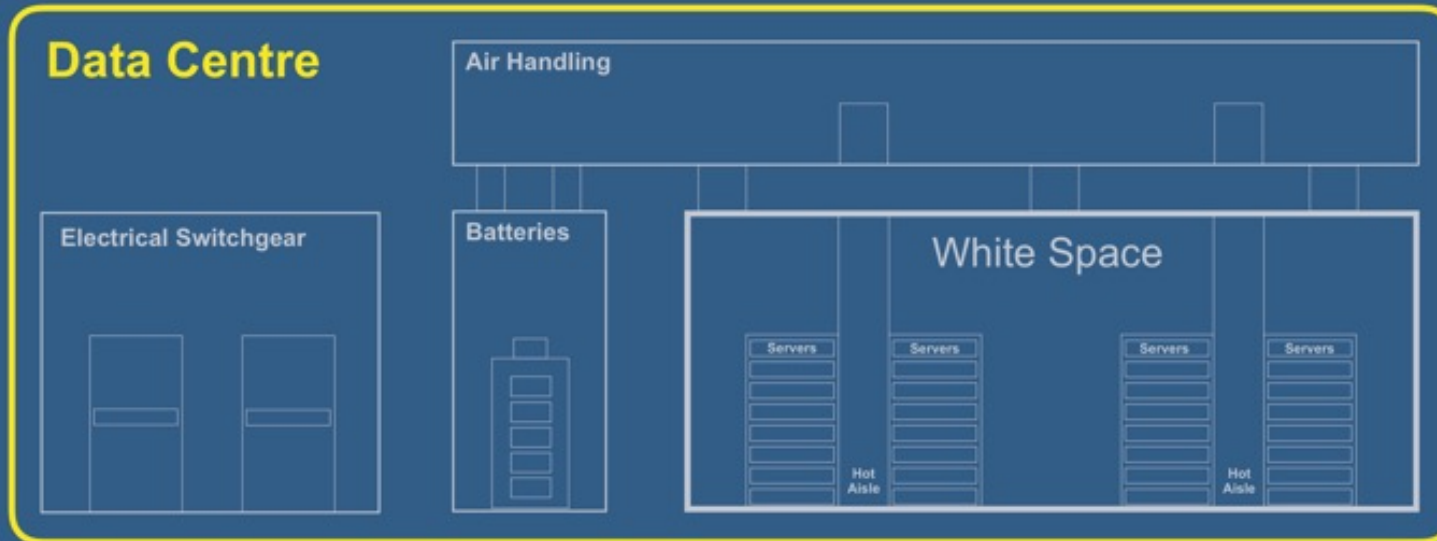 Data Centre
Air Handling
Electrical Switchgear
Batteries
White Space
Servers
Servers
Servers
Servers
Hot
Aisle
Hot
Aisle